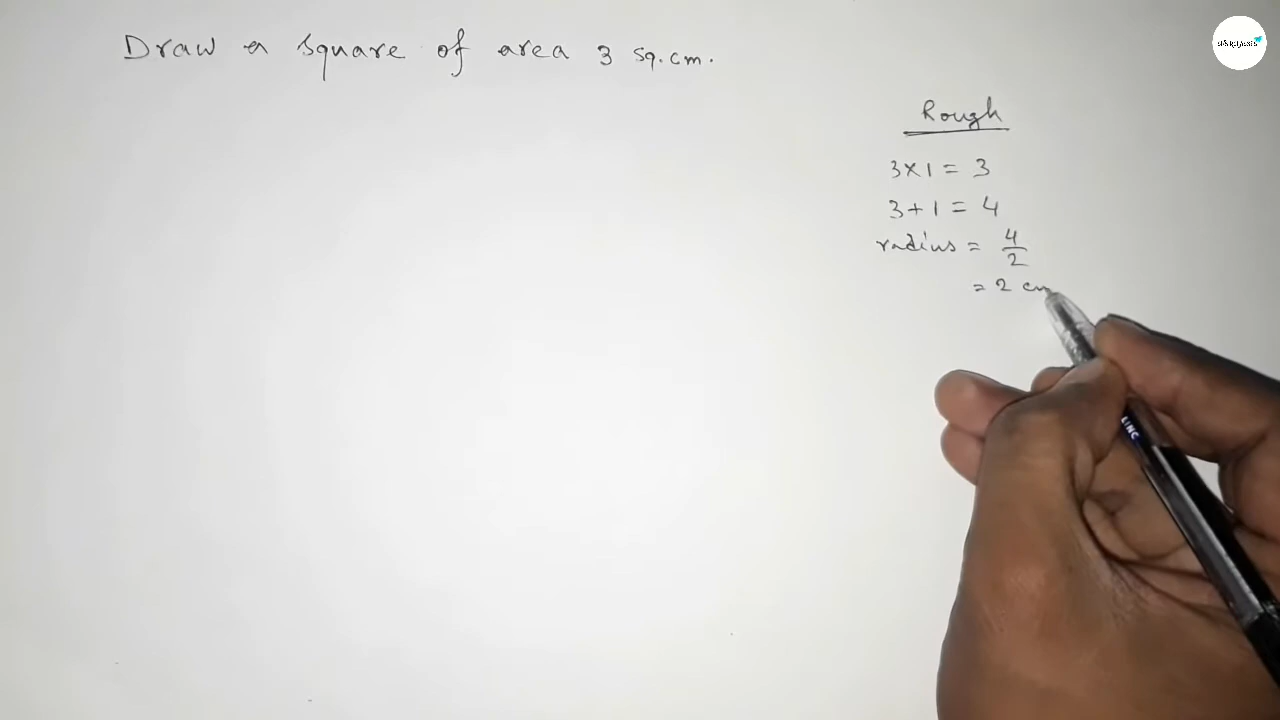 Draw a square of area 3 sq.cm.
Rough
3×1 = 3
3+1 = 4
radius = 4/2
= 2 cm
LINC